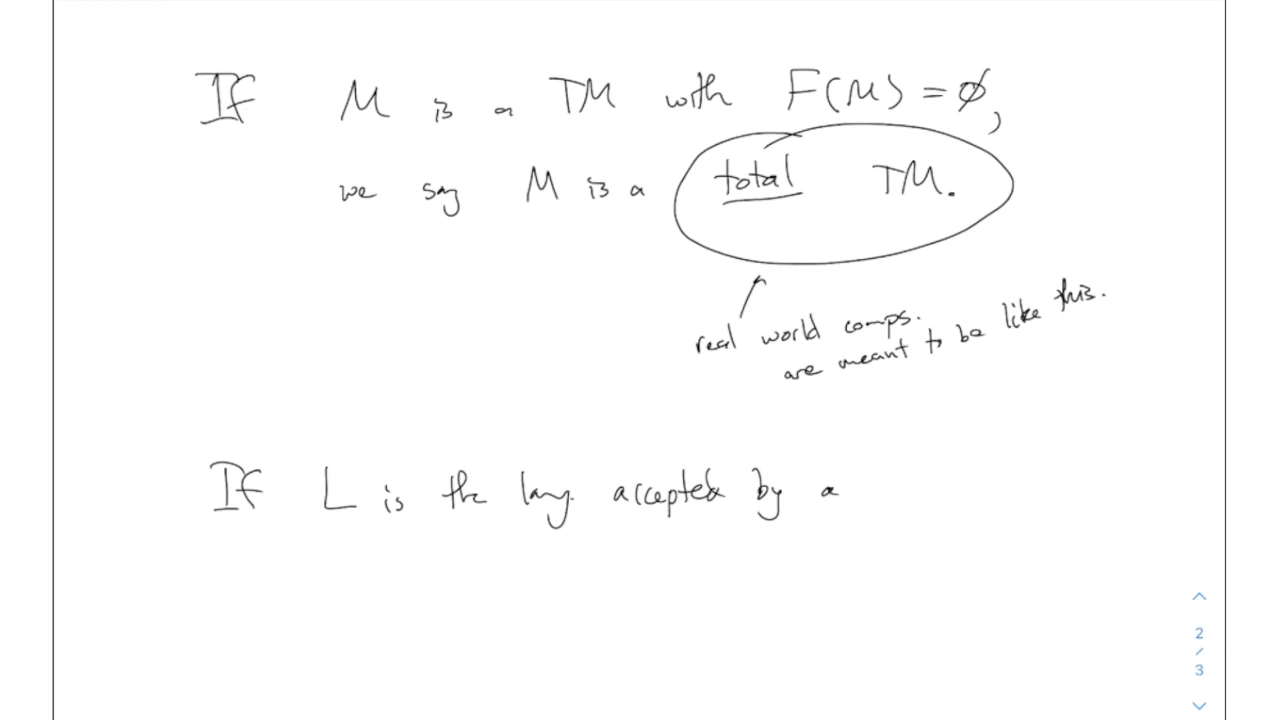 If M is a TM with F(M) = ∅,
we say M is a total TM.
real world comps.
are meant to be like this.
If L is the lang. accepted by a
2
/
3